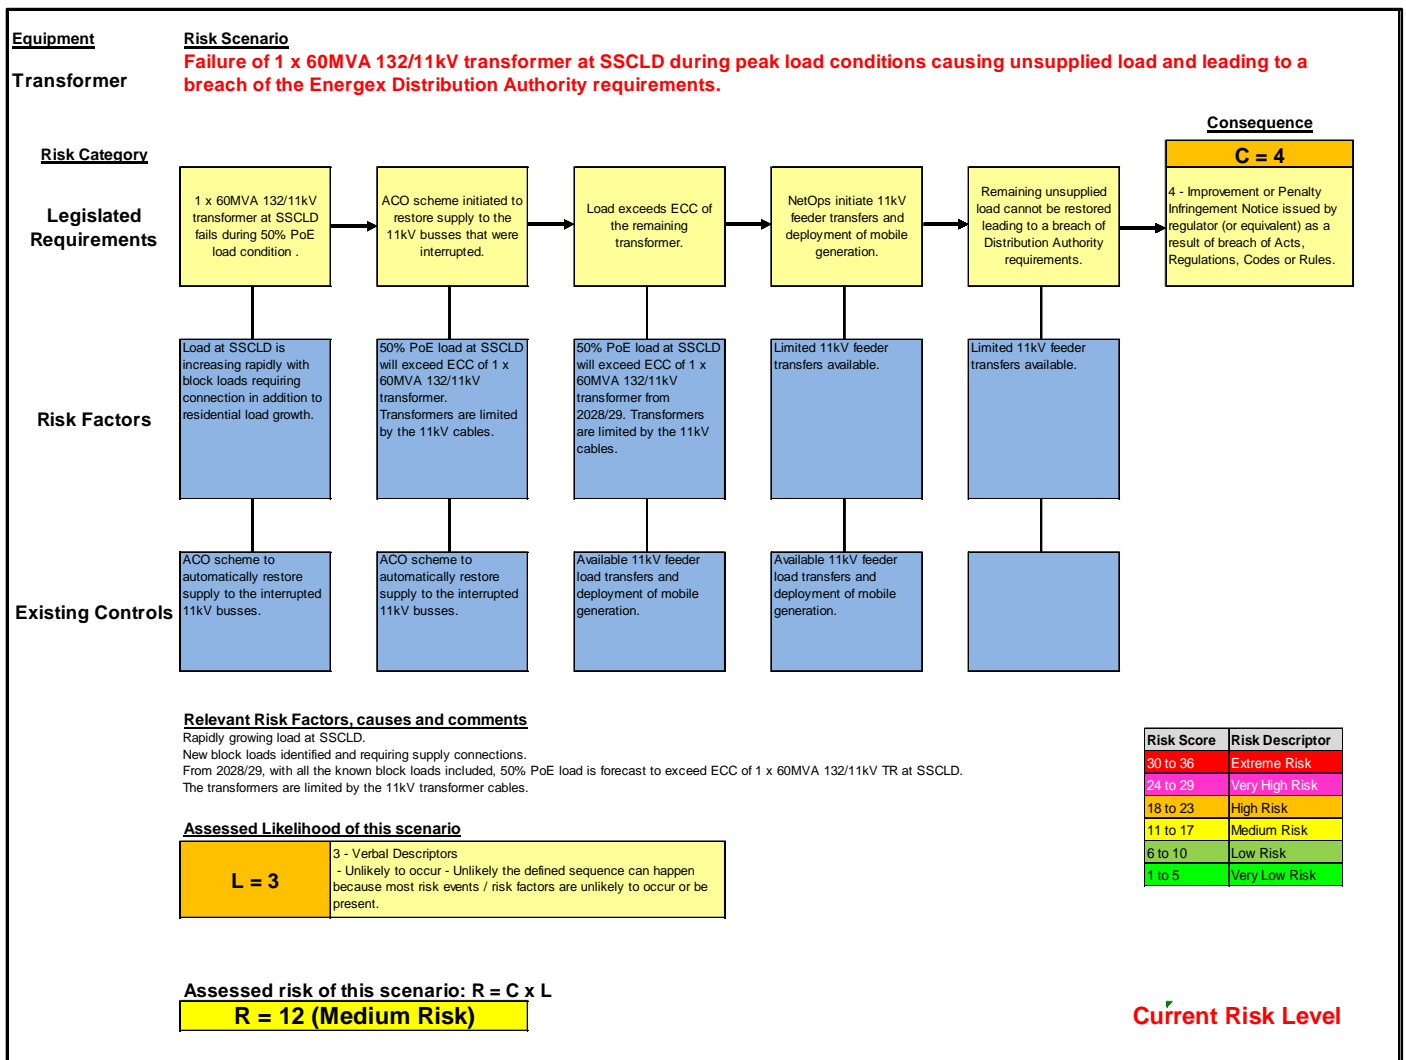 Equipment
Risk Scenario
Transformer
Failure of 1 x 60MVA 132/11kV transformer at SSCLD during peak load conditions causing unsupplied load and leading to a
breach of the Energex Distribution Authority requirements.
Consequence
Risk Category
C = 4
Legislated
Requirements
1 x 60MVA 132/11kV
transformer at SSCLD
fails during 50% PoE
load condition .
ACO scheme initiated to
restore supply to the
11kV busses that were
interrupted.
Load exceeds ECC of
the remaining
transformer.
NetOps initiate 11kV
feeder transfers and
deployment of mobile
generation.
Remaining unsupplied
load cannot be restored
leading to a breach of
Distribution Authority
requirements.
4 - Improvement or Penalty
Infringement Notice issued by
regulator (or equivalent) as a
result of breach of Acts,
Regulations, Codes or Rules.
Risk Factors
Load at SSCLD is
increasing rapidly with
block loads requiring
connection in addition to
residential load growth.
50% PoE load at SSCLD
will exceed ECC of 1 x
60MVA 132/11kV
transformer.
Transformers are limited
by the 11kV cables.
50% PoE load at SSCLD
will exceed ECC of 1 x
60MVA 132/11kV
transformer from
2028/29. Transformers
are limited by the 11kV
cables.
Limited 11kV feeder
transfers available.
Limited 11kV feeder
transfers available.
Existing Controls
ACO scheme to
automatically restore
supply to the interrupted
11kV busses.
ACO scheme to
automatically restore
supply to the interrupted
11kV busses.
Available 11kV feeder
load transfers and
deployment of mobile
generation.
Available 11kV feeder
load transfers and
deployment of mobile
generation.
Relevant Risk Factors, causes and comments
Rapidly growing load at SSCLD.
New block loads identified and requiring supply connections.
From 2028/29, with all the known block loads included, 50% PoE load is forecast to exceed ECC of 1 x 60MVA 132/11kV TR at SSCLD.
The transformers are limited by the 11kV transformer cables.
Risk Score Risk Descriptor
30 to 36 Extreme Risk
24 to 29 Very High Risk
18 to 23 High Risk
11 to 17 Medium Risk
6 to 10 Low Risk
1 to 5 Very Low Risk
Assessed Likelihood of this scenario
L = 3
3 - Verbal Descriptors
- Unlikely to occur - Unlikely the defined sequence can happen
because most risk events / risk factors are unlikely to occur or be
present.
Assessed risk of this scenario: R = C x L
R = 12 (Medium Risk)
Current Risk Level